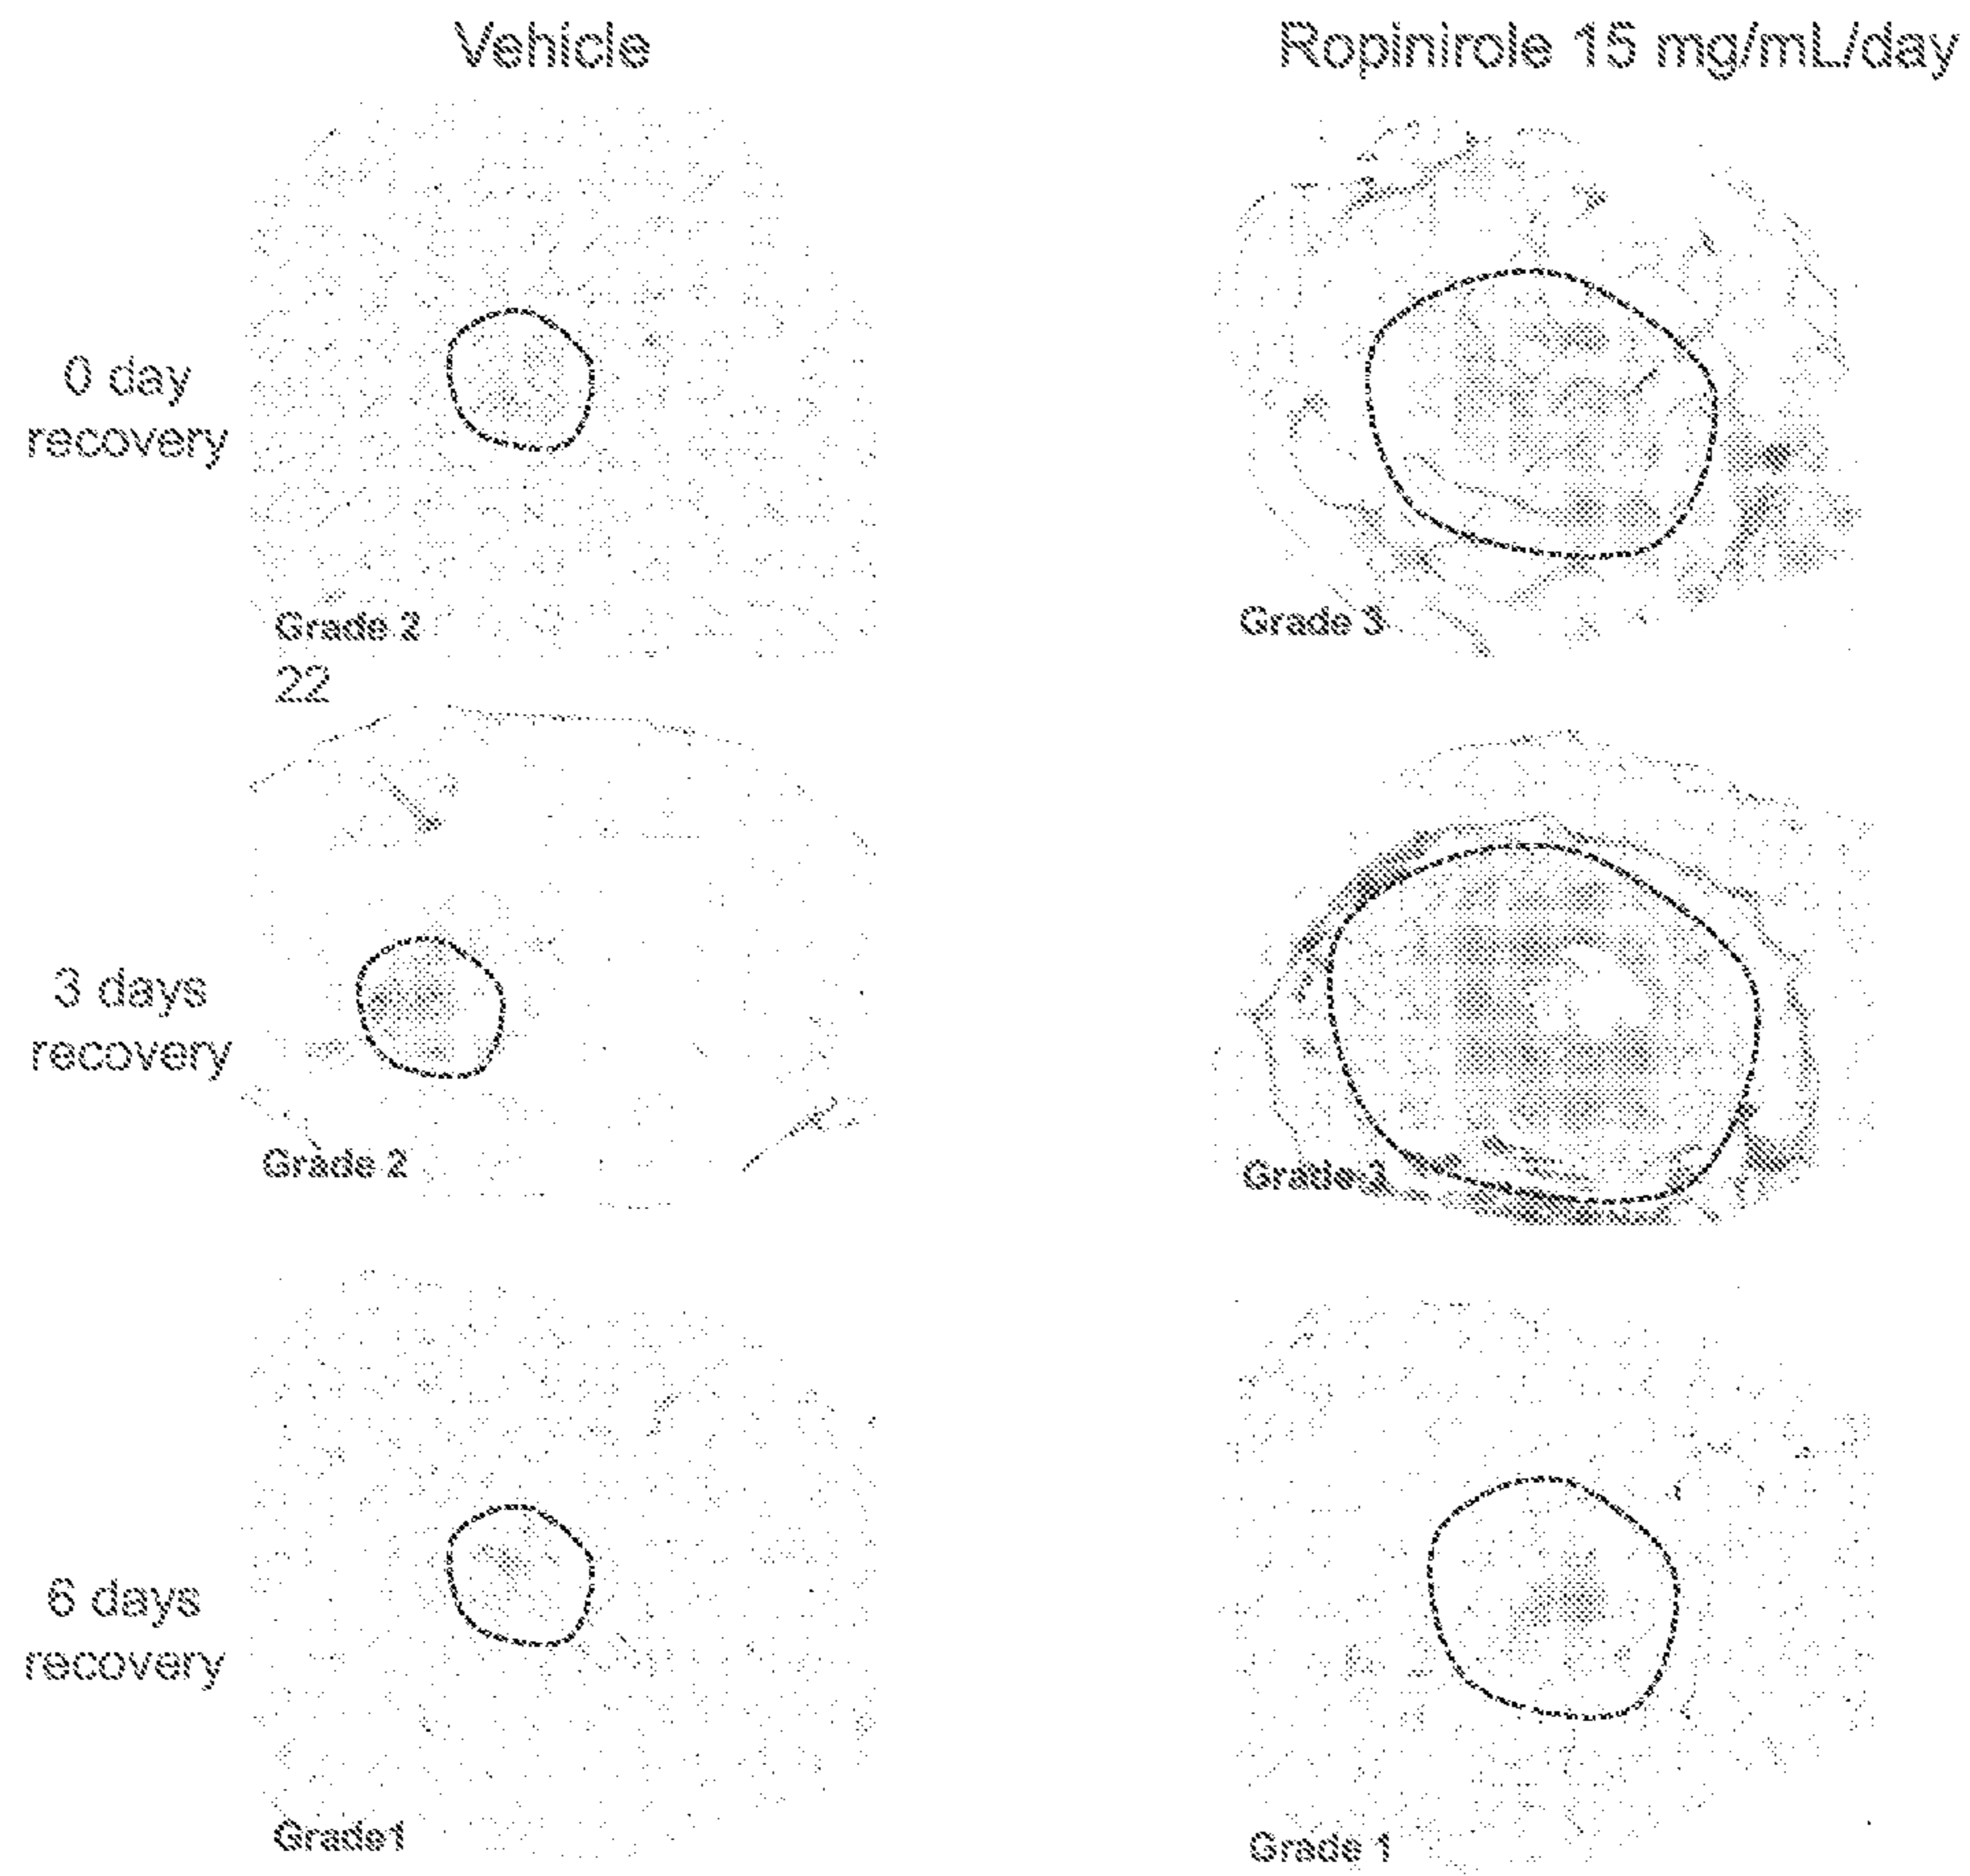 Vehicle
Ropinirole 15 mg/mL/day
0 day
recovery
Grade 2
Grade 3
22
3 days
recovery
Grade 2
Grade 3
6 days
recovery
Grade1
Grade 1